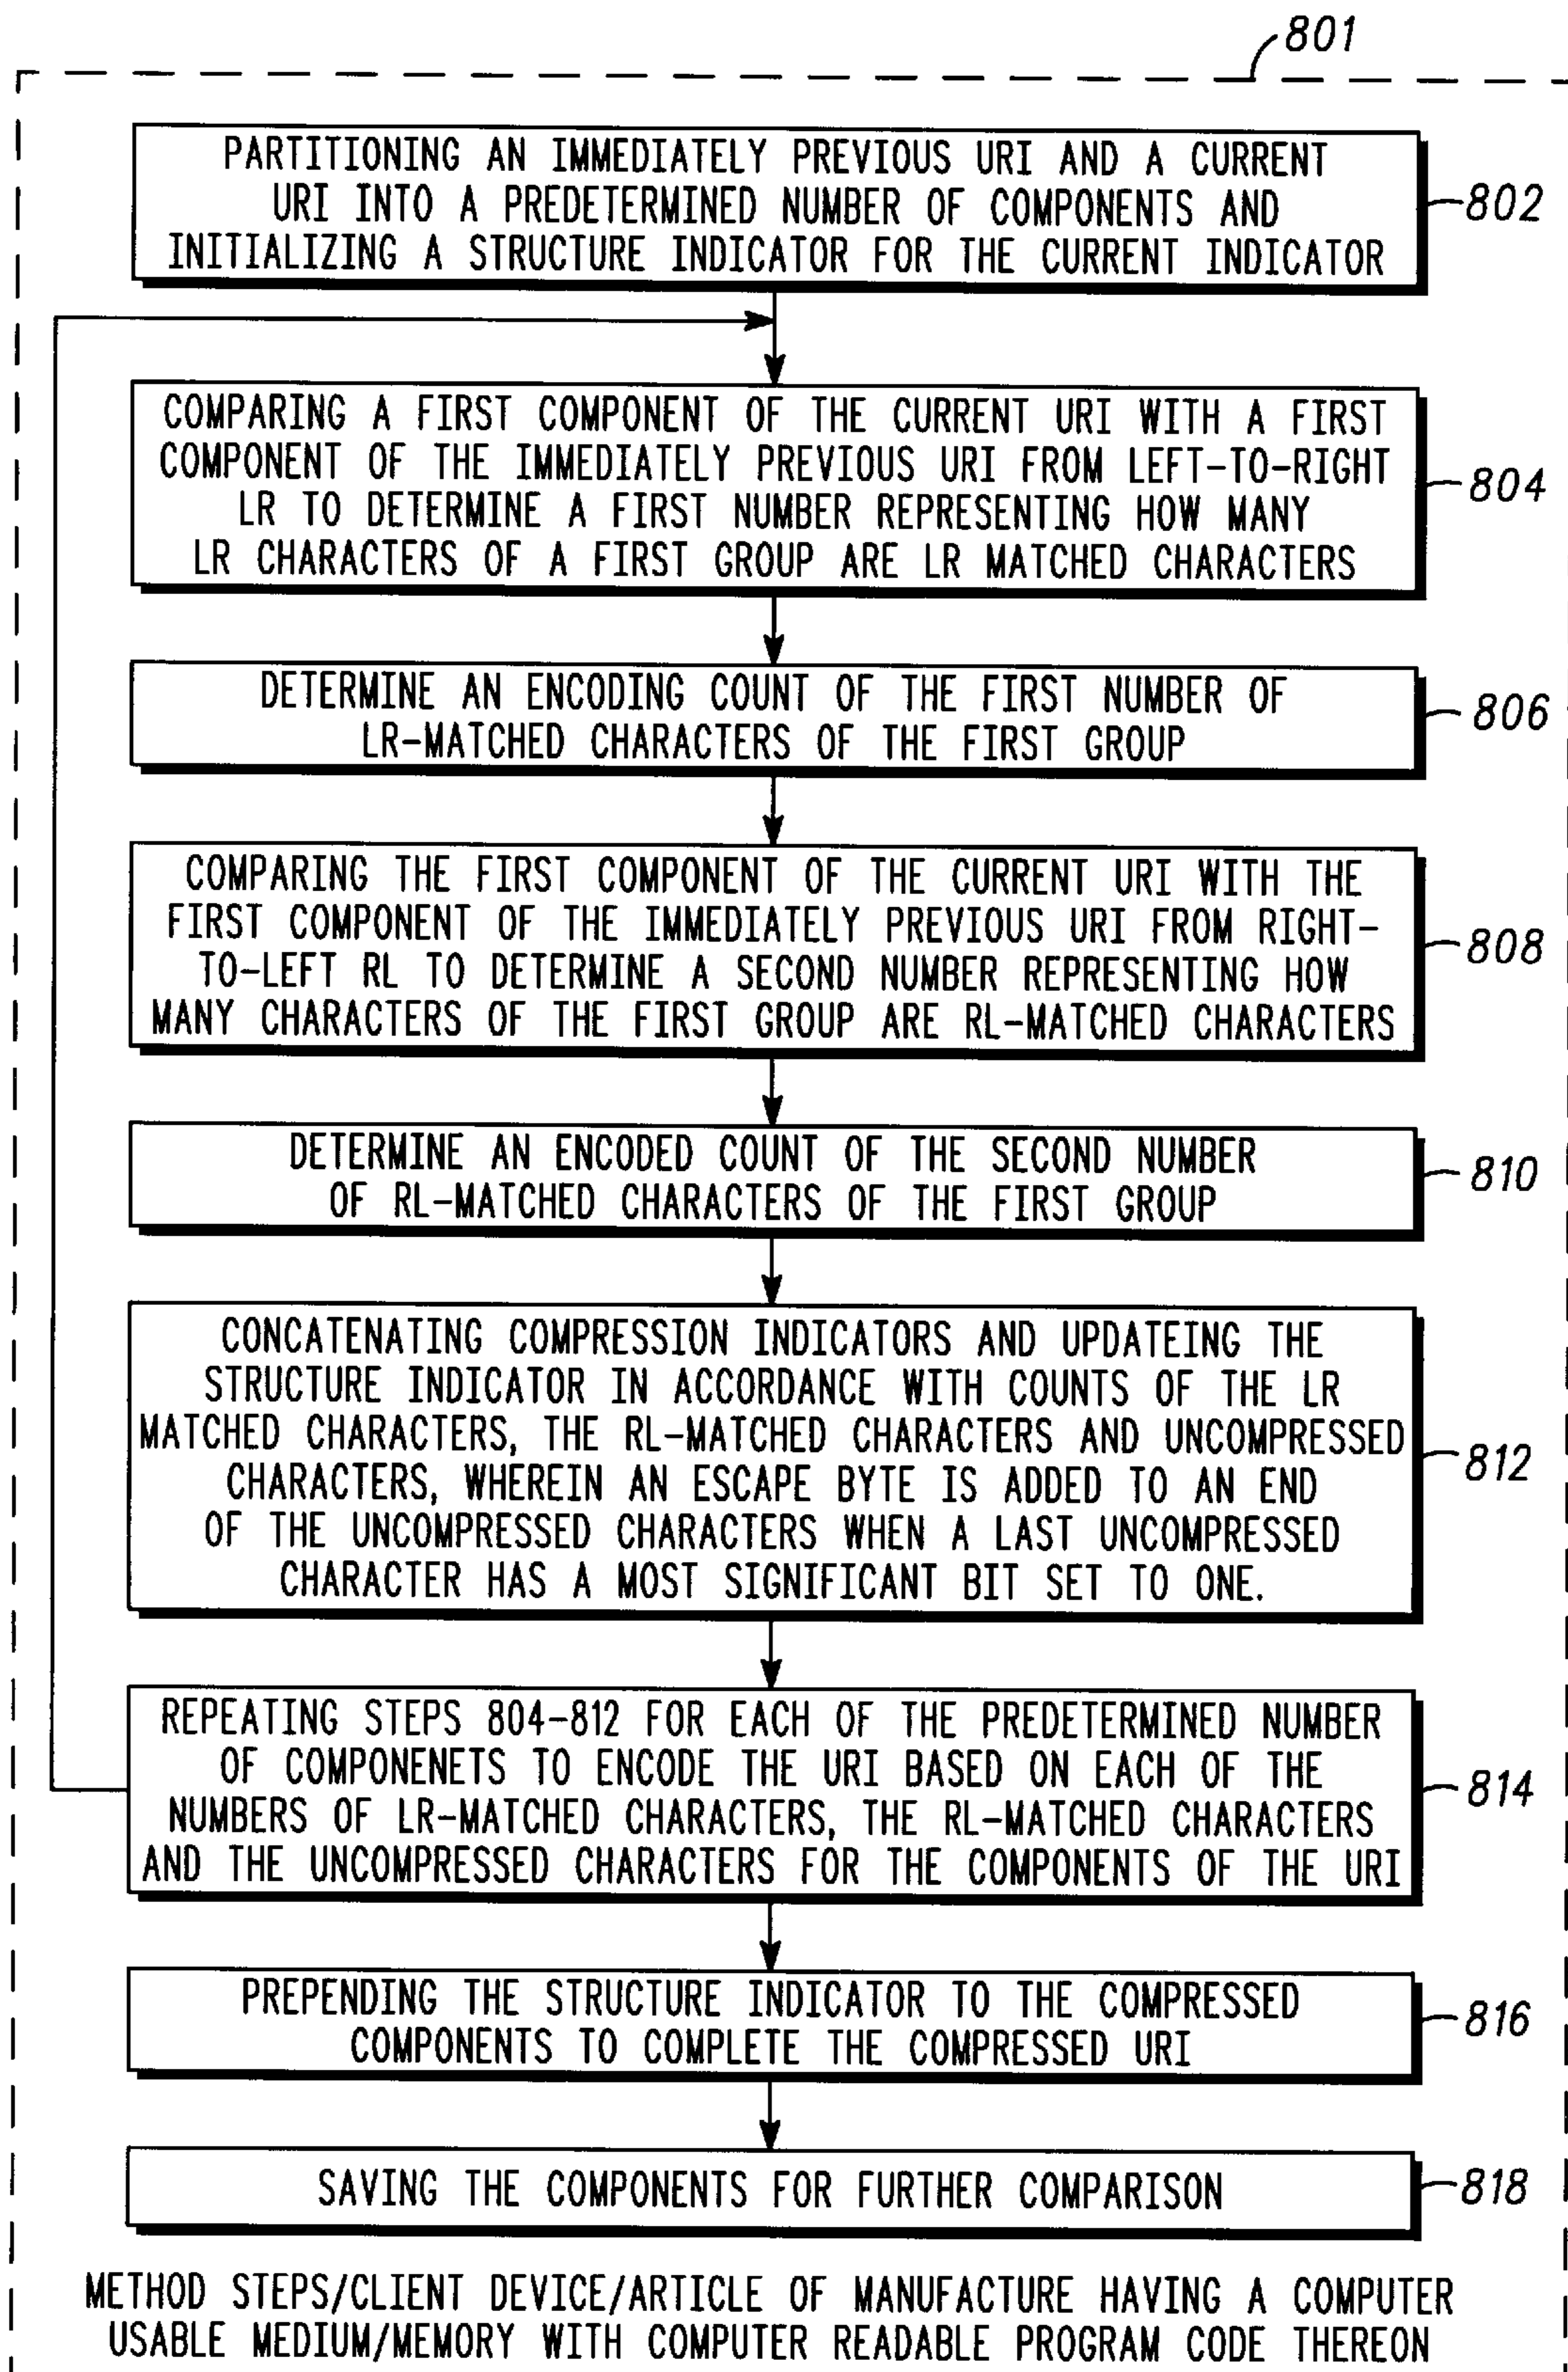 801
PARTITIONING AN IMMEDIATELY PREVIOUS URI AND A CURRENT
URI INTO A PREDETERMINED NUMBER OF COMPONENTS AND
INITIALIZING A STRUCTURE INDICATOR FOR THE CURRENT INDICATOR
802
COMPARING A FIRST COMPONENT OF THE CURRENT URI WITH A FIRST
COMPONENT OF THE IMMEDIATELY PREVIOUS URI FROM LEFT-TO-RIGHT
LR TO DETERMINE A FIRST NUMBER REPRESENTING HOW MANY
LR CHARACTERS OF A FIRST GROUP ARE LR MATCHED CHARACTERS
804
DETERMINE AN ENCODING COUNT OF THE FIRST NUMBER OF
LR-MATCHED CHARACTERS OF THE FIRST GROUP
806
COMPARING THE FIRST COMPONENT OF THE CURRENT URI WITH THE
FIRST COMPONENT OF THE IMMEDIATELY PREVIOUS URI FROM RIGHT-
TO-LEFT RL TO DETERMINE A SECOND NUMBER REPRESENTING HOW
MANY CHARACTERS OF THE FIRST GROUP ARE RL-MATCHED CHARACTERS
808
DETERMINE AN ENCODED COUNT OF THE SECOND NUMBER
OF RL-MATCHED CHARACTERS OF THE FIRST GROUP
810
CONCATENATING COMPRESSION INDICATORS AND UPDATEING THE
STRUCTURE INDICATOR IN ACCORDANCE WITH COUNTS OF THE LR
MATCHED CHARACTERS, THE RL-MATCHED CHARACTERS AND UNCOMPRESSED
CHARACTERS, WHEREIN AN ESCAPE BYTE IS ADDED TO AN END
OF THE UNCOMPRESSED CHARACTERS WHEN A LAST UNCOMPRESSED
CHARACTER HAS A MOST SIGNIFICANT BIT SET TO ONE.
812
REPEATING STEPS 804-812 FOR EACH OF THE PREDETERMINED NUMBER
OF COMPONENETS TO ENCODE THE URI BASED ON EACH OF THE
NUMBERS OF LR-MATCHED CHARACTERS, THE RL-MATCHED CHARACTERS
AND THE UNCOMPRESSED CHARACTERS FOR THE COMPONENTS OF THE URI
814
PREPENDING THE STRUCTURE INDICATOR TO THE COMPRESSED
COMPONENTS TO COMPLETE THE COMPRESSED URI
816
SAVING THE COMPONENTS FOR FURTHER COMPARISON
818
METHOD STEPS/CLIENT DEVICE/ARTICLE OF MANUFACTURE HAVING A COMPUTER
USABLE MEDIUM/MEMORY WITH COMPUTER READABLE PROGRAM CODE THEREON